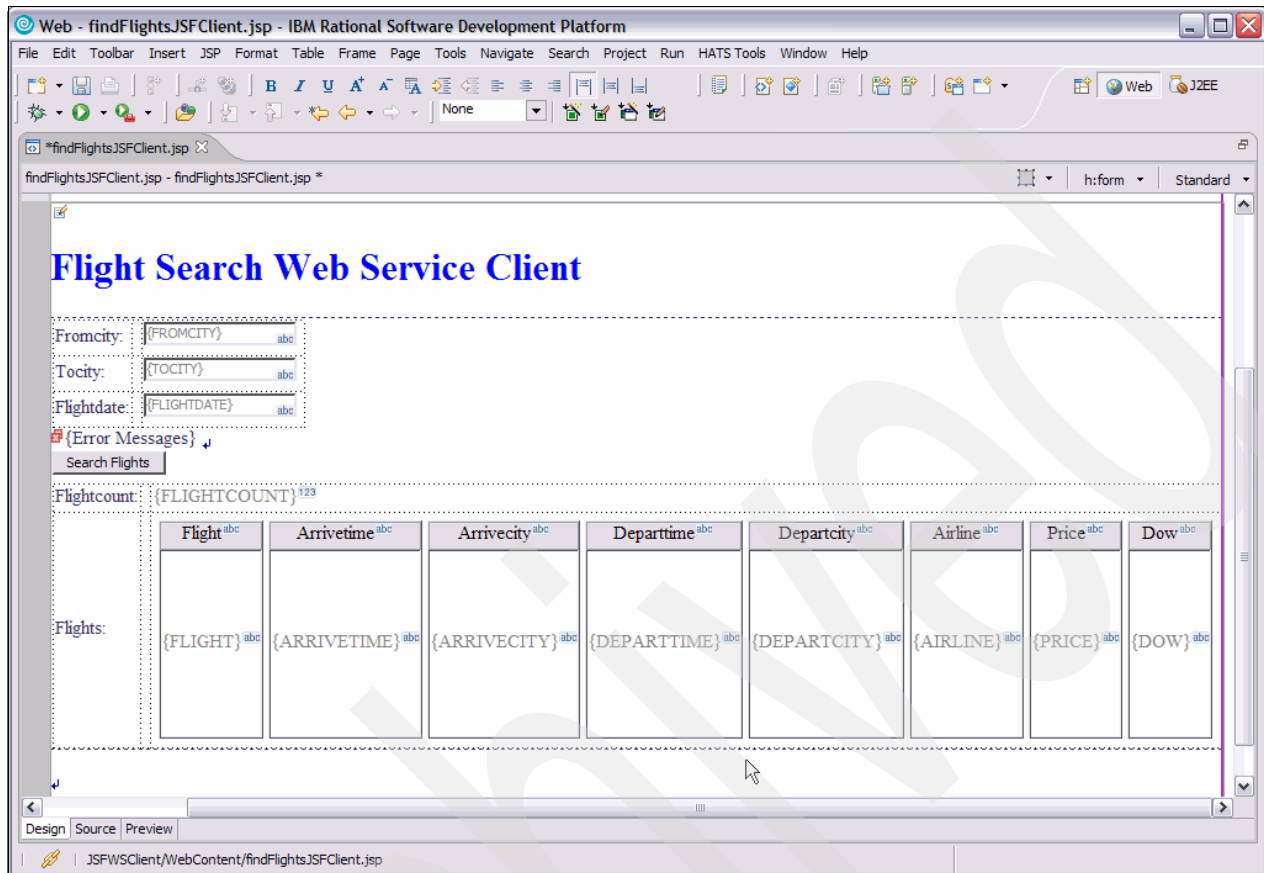 Web - findFlightsJSFClient.jsp - IBM Rational Software Development Platform
File Edit Toolbar Insert JSP Format Table Frame Page Tools Navigate Search Project Run HATS Tools Window Help
B I U A A
Web J2EE
None
*findFlightsJSFClient.jsp
findFlightsJSFClient.jsp - findFlightsJSFClient.jsp * h:form Standard
Flight Search Web Service Client
Fromcity: {FROMCITY} abc
Tocity: {TOCITY} abc
Flightdate: {FLIGHTDATE} abc
{Error Messages}
Search Flights
Flightcount: {FLIGHTCOUNT} 123
Flight abc Arrivetime abc Arrivecity abc Departtime abc Departcity abc Airline abc Price abc Dow abc
Flights: {FLIGHT} abc {ARRIVETIME} abc {ARRIVECITY} abc {DEPARTTIME} abc {DEPARTCITY} abc {AIRLINE} abc {PRICE} abc {DOW} abc
Design Source Preview
JSFWSClient/WebContent/findFlightsJSFClient.jsp